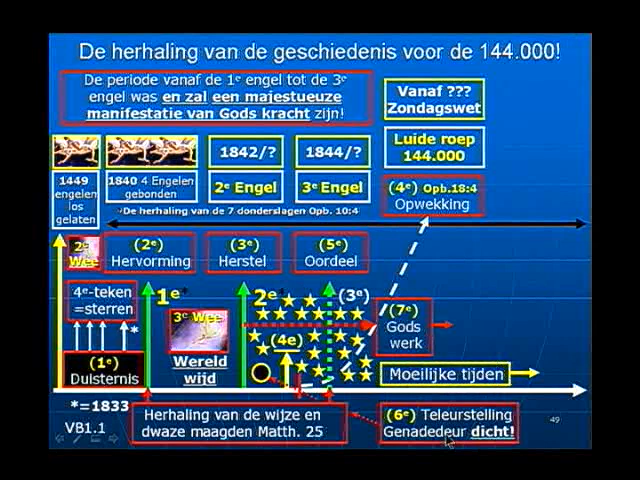 De herhaling van de geschiedenis voor de 144.000!
De periode vanaf de 1e engel tot de 3e
engel was en zal een majestueuze
manifestatie van Gods kracht zijn!
Vanaf ???
Zondagswet
Luide roep
144.000
1842/?
1844/?
1449
engelen
los
gelaten
1840 4 Engelen
gebonden
2e Engel
3e Engel
(4e) Opb.18:4
Opwekking
*De herhaling van de 7 donderslagen Opb. 10:4
2e
Wee
(2e)
Hervorming
(3e)
Herstel
(5e)
Oordeel
4e-teken
=sterren
*
1e*
3e Wee
Wereld
wijd
2e*
(3e)
(4e)
(7e)
Gods
werk
(1e)
Duisternis
Moeilijke tijden
*=1833
VB1.1
Herhaling van de wijze en
dwaze maagden Matth. 25
(6e) Teleurstelling
Genadedeur dicht!
49